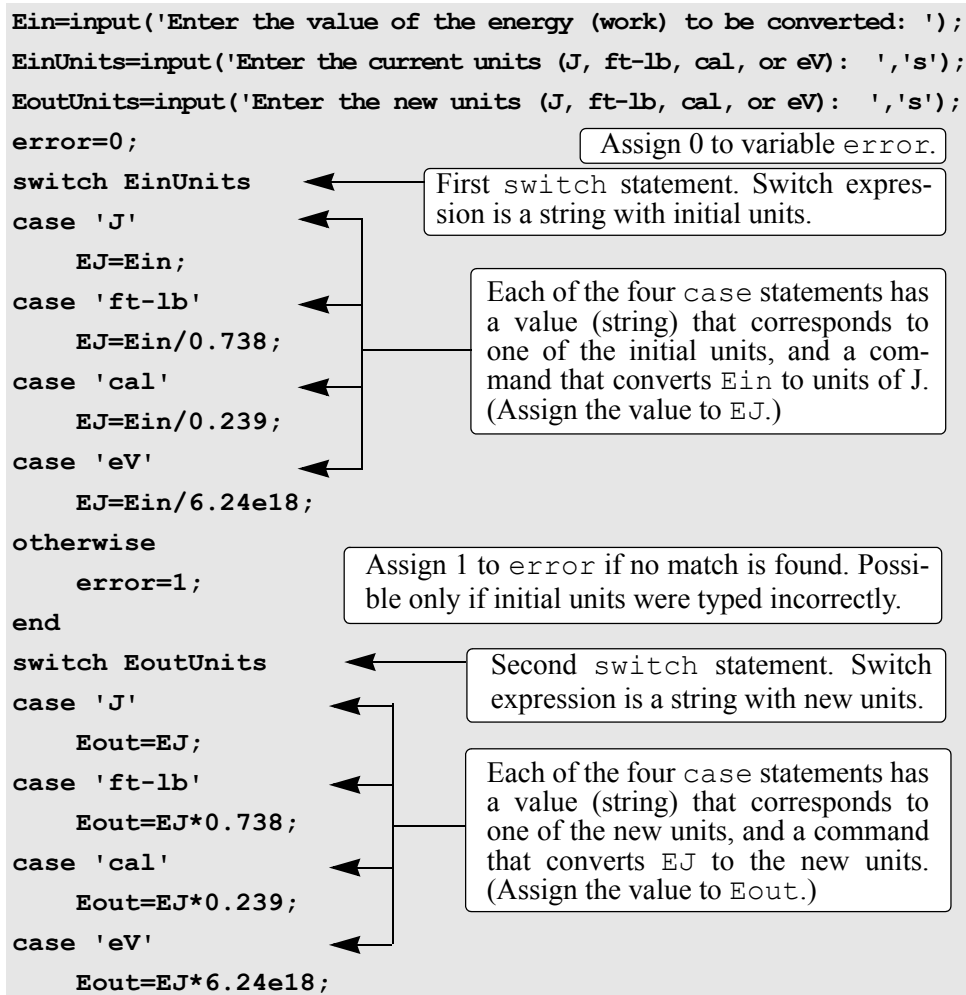 Ein=input('Enter the value of the energy (work) to be converted: ');
EinUnits=input('Enter the current units (J, ft-lb, cal, or eV):  ','s');
EoutUnits=input('Enter the new units (J, ft-lb, cal, or eV):  ','s');
error=0;
Assign 0 to variable error.
switch EinUnits
First switch statement. Switch expres-
sion is a string with initial units.
case 'J'
EJ=Ein;
case 'ft-lb'
EJ=Ein/0.738;
case 'cal'
EJ=Ein/0.239;
case 'eV'
EJ=Ein/6.24e18;
Each of the four case statements has
a value (string) that corresponds to
one of the initial units, and a com-
mand that converts Ein to units of J.
(Assign the value to EJ.)
otherwise
error=1;
Assign 1 to error if no match is found. Possi-
ble only if initial units were typed incorrectly.
end
switch EoutUnits
Second switch statement. Switch
expression is a string with new units.
case 'J'
Eout=EJ;
case 'ft-lb'
Eout=EJ*0.738;
case 'cal'
Eout=EJ*0.239;
case 'eV'
Eout=EJ*6.24e18;
Each of the four case statements has
a value (string) that corresponds to
one of the new units, and a command
that converts EJ to the new units.
(Assign the value to Eout.)